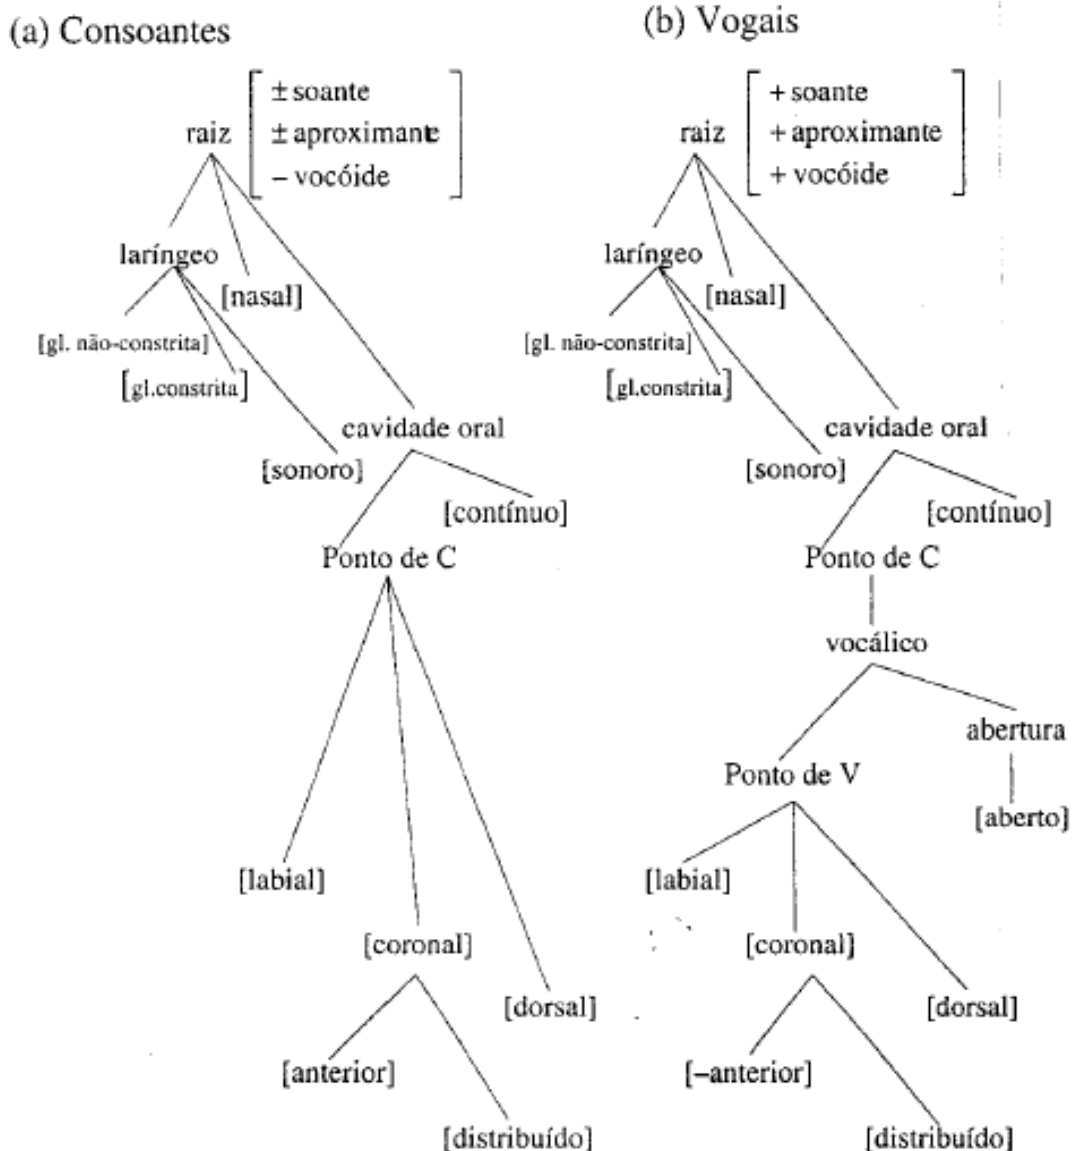 (a) Consoantes
± soante
raiz ± aproximante
− vocóide
laríngeo
[nasal]
[gl. não-constrita]
[gl.constrita]
cavidade oral
[sonoro]
[contínuo]
Ponto de C
[labial]
[coronal]
[dorsal]
[anterior]
[distribuído]
(b) Vogais
+ soante
raiz + aproximante
+ vocóide
laríngeo
[nasal]
[gl. não-constrita]
[gl.constrita]
cavidade oral
[sonoro]
[contínuo]
Ponto de C
vocálico
abertura
Ponto de V
[aberto]
[labial]
[coronal]
[dorsal]
[−anterior]
[distribuído]